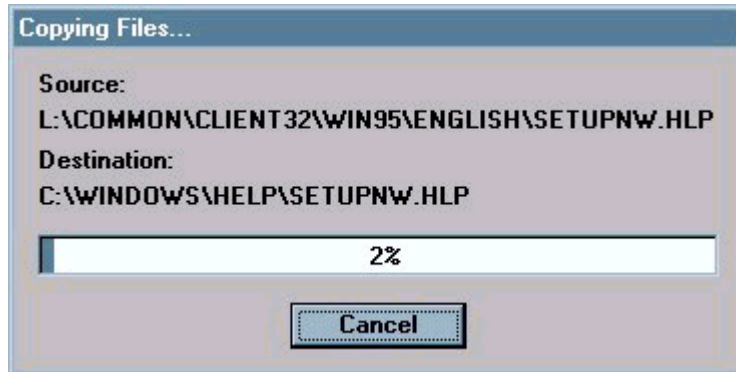 Copying Files...
Source:
L:\COMMON\CLIENT32\WIN95\ENGLISH\SETUPNW.HLP
Destination:
C:\WINDOWS\HELP\SETUPNW.HLP
2%
Cancel